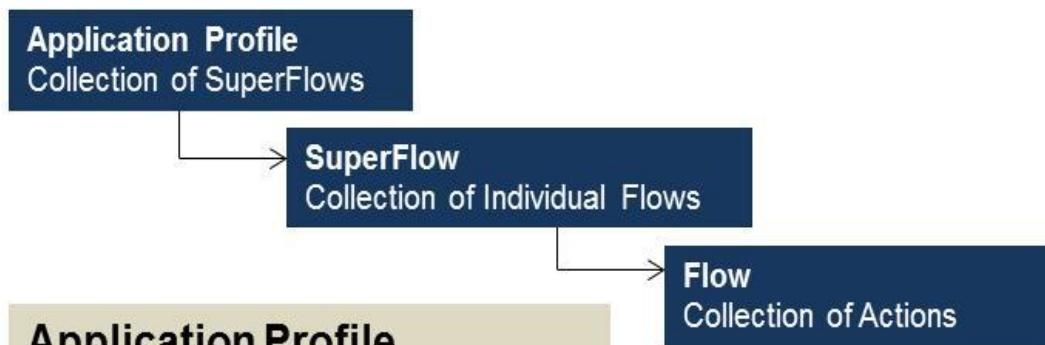 Application Profile
Collection of SuperFlows
SuperFlow
Collection of Individual Flows
Flow
Collection of Actions
Application Profile